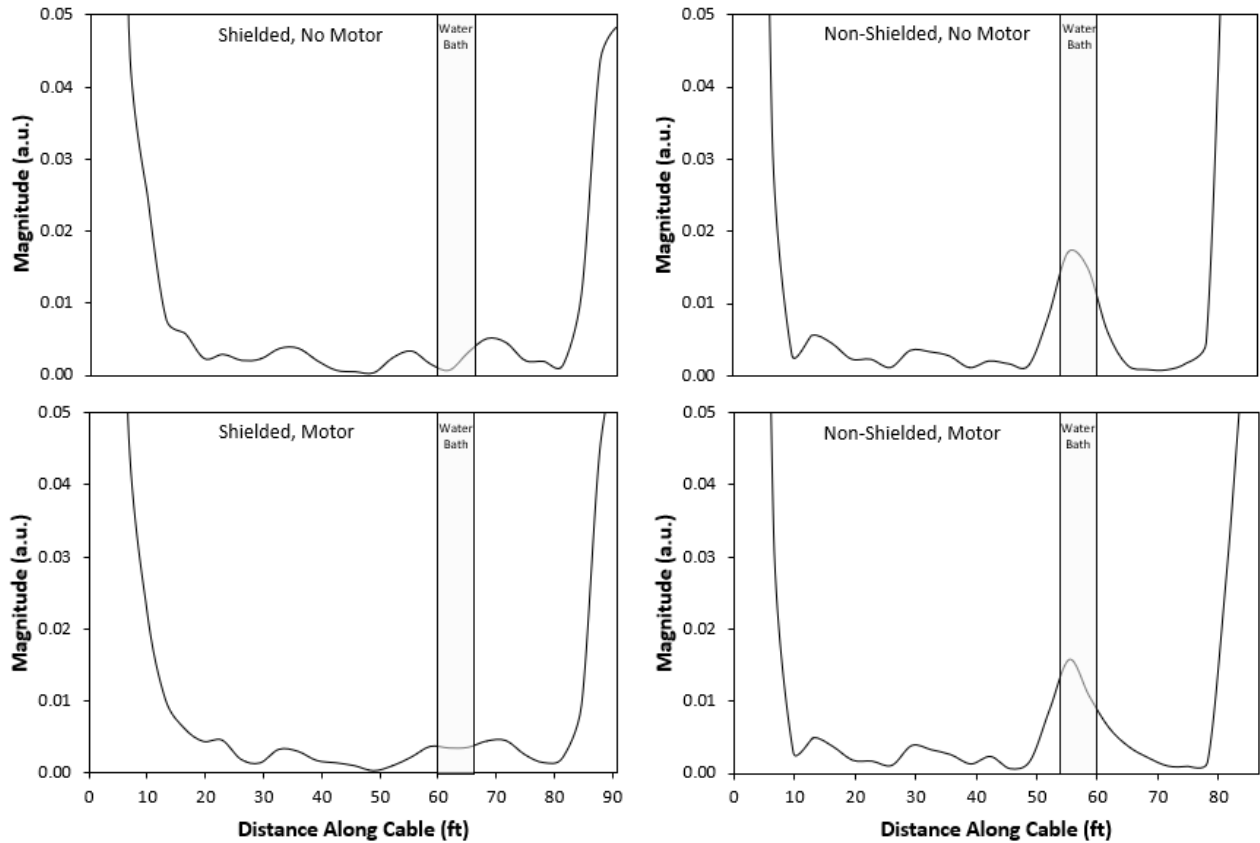 Shielded, No Motor
Water
Bath
Magnitude (a.u.)
0.05
0.04
0.03
0.02
0.01
0.00
Non-Shielded, No Motor
Water
Bath
Magnitude (a.u.)
0.05
0.04
0.03
0.02
0.01
0.00
Shielded, Motor
Water
Bath
Magnitude (a.u.)
0.05
0.04
0.03
0.02
0.01
0.00
0 10 20 30 40 50 60 70 80 90
Distance Along Cable (ft)
Non-Shielded, Motor
Water
Bath
Magnitude (a.u.)
0.05
0.04
0.03
0.02
0.01
0.00
0 10 20 30 40 50 60 70 80
Distance Along Cable (ft)